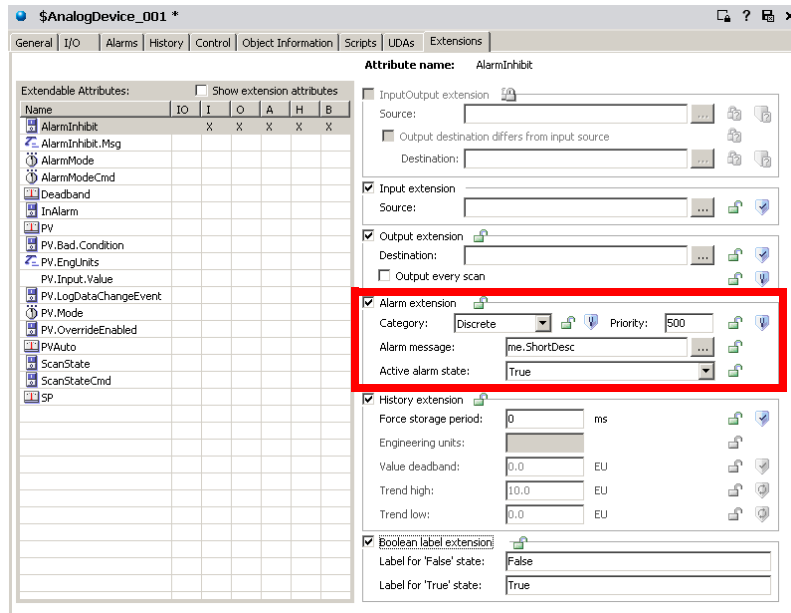 $AnalogDevice_001 *
General I/O Alarms History Control Object Information Scripts UDAs Extensions
Attribute name: AlarmInhibit
Extendable Attributes: Show extension attributes
Name IO I O A H B
AlarmInhibit X X X X X
AlarmInhibit.Msg
AlarmMode
AlarmModeCmd
Deadband
InAlarm
PV
PV.Bad.Condition
PV.EngUnits
PV.Input.Value
PV.LogDataChangeEvent
PV.Mode
PV.OverrideEnabled
PVAuto
ScanState
ScanStateCmd
SP
InputOutput extension
Source: ...
Output destination differs from input source
Destination: ...
Input extension
Source: ...
Output extension
Destination: ...
Output every scan
Alarm extension
Category: Discrete Priority: 500
Alarm message: me.ShortDesc ...
Active alarm state: True
History extension
Force storage period: 0 ms
Engineering units:
Value deadband: 0.0 EU
Trend high: 10.0 EU
Trend low: 0.0 EU
Boolean label extension
Label for 'False' state: False
Label for 'True' state: True